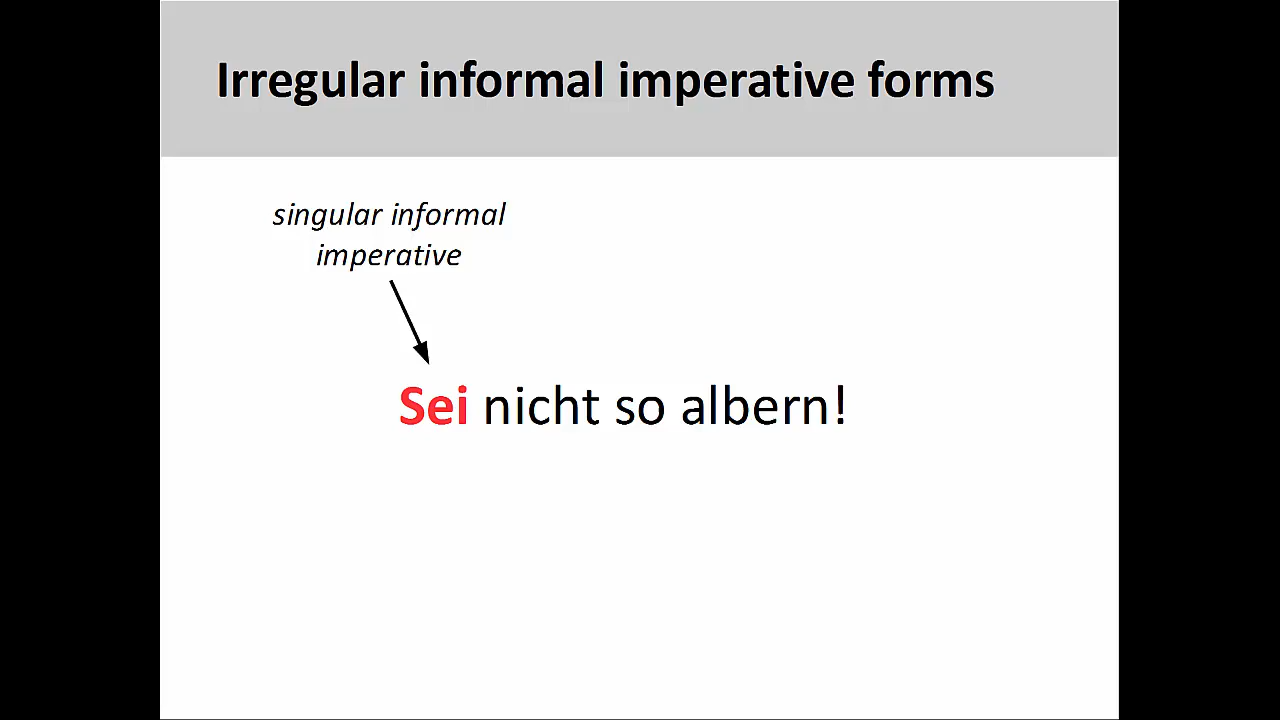 Irregular informal imperative forms
singular informal
imperative
Sei nicht so albern!